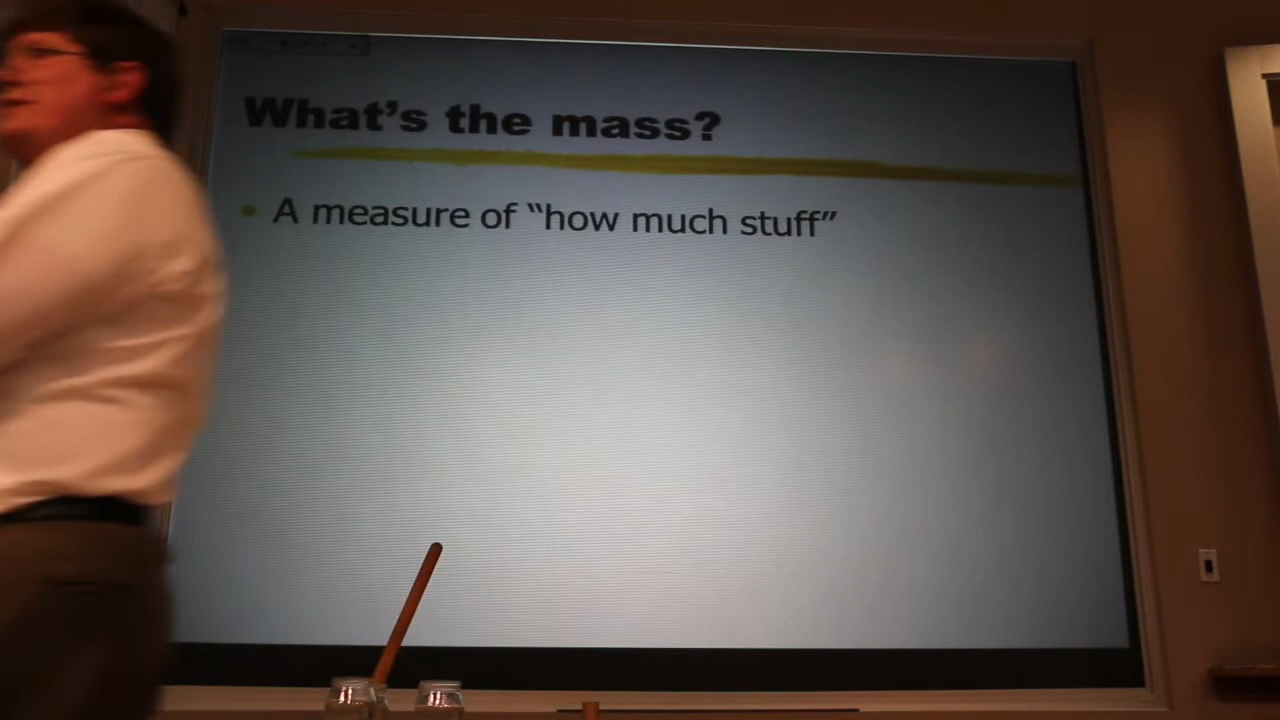 What's the mass?
A measure of “how much stuff”